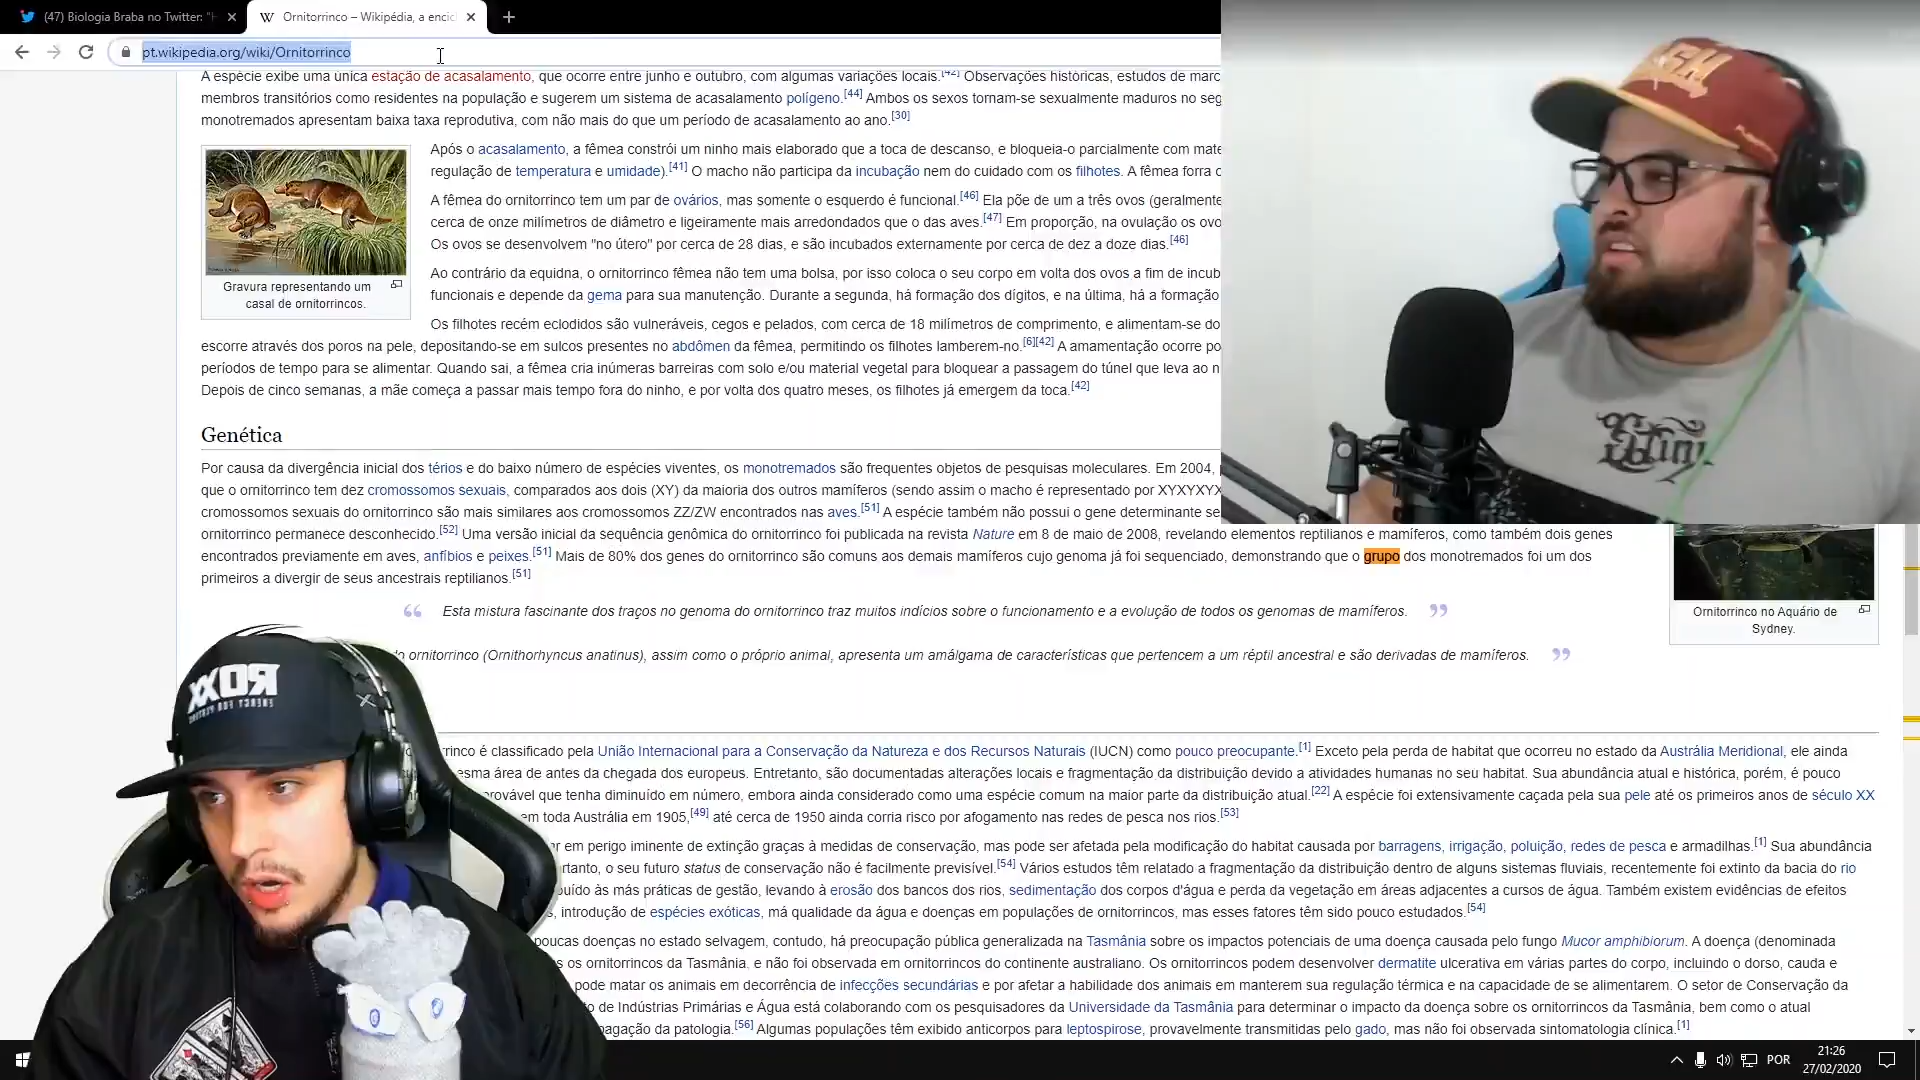 (47) Biologia Braba no Twitter: "H
Ornitorrinco – Wikipédia, a encic
pt.wikipedia.org/wiki/Ornitorrinco
A espécie exibe uma única estação de acasalamento, que ocorre entre junho e outubro, com algumas variações locais.[42] Observações históricas, estudos de marc
membros transitórios como residentes na população e sugerem um sistema de acasalamento polígeno.[44] Ambos os sexos tornam-se sexualmente maduros no seg
monotremados apresentam baixa taxa reprodutiva, com não mais do que um período de acasalamento ao ano.[30]
Após o acasalamento, a fêmea constrói um ninho mais elaborado que a toca de descanso, e bloqueia-o parcialmente com mate
regulação de temperatura e umidade).[41] O macho não participa da incubação nem do cuidado com os filhotes. A fêmea forra c
A fêmea do ornitorrinco tem um par de ovários, mas somente o esquerdo é funcional.[46] Ela põe de um a três ovos (geralmente
cerca de onze milímetros de diâmetro e ligeiramente mais arredondados que o das aves.[47] Em proporção, na ovulação os ovo
Os ovos se desenvolvem "no útero" por cerca de 28 dias, e são incubados externamente por cerca de dez a doze dias.[46]
Gravura representando um
casal de ornitorrincos.
Ao contrário da equidna, o ornitorrinco fêmea não tem uma bolsa, por isso coloca o seu corpo em volta dos ovos a fim de incub
funcionais e depende da gema para sua manutenção. Durante a segunda, há formação dos dígitos, e na última, há a formação
Os filhotes recém eclodidos são vulneráveis, cegos e pelados, com cerca de 18 milímetros de comprimento, e alimentam-se do
escorre através dos poros na pele, depositando-se em sulcos presentes no abdômen da fêmea, permitindo os filhotes lamberem-no.[6][42] A amamentação ocorre po
períodos de tempo para se alimentar. Quando sai, a fêmea cria inúmeras barreiras com solo e/ou material vegetal para bloquear a passagem do túnel que leva ao n
Depois de cinco semanas, a mãe começa a passar mais tempo fora do ninho, e por volta dos quatro meses, os filhotes já emergem da toca.[42]
Genética
Por causa da divergência inicial dos térios e do baixo número de espécies viventes, os monotremados são frequentes objetos de pesquisas moleculares. Em 2004, p
que o ornitorrinco tem dez cromossomos sexuais, comparados aos dois (XY) da maioria dos outros mamíferos (sendo assim o macho é representado por XYXYXYX
cromossomos sexuais do ornitorrinco são mais similares aos cromossomos ZZ/ZW encontrados nas aves.[51] A espécie também não possui o gene determinante se
ornitorrinco permanece desconhecido.[52] Uma versão inicial da sequência genômica do ornitorrinco foi publicada na revista Nature em 8 de maio de 2008, revelando elementos reptilianos e mamíferos, como também dois genes
encontrados previamente em aves, anfíbios e peixes.[51] Mais de 80% dos genes do ornitorrinco são comuns aos demais mamíferos cujo genoma já foi sequenciado, demonstrando que o grupo dos monotremados foi um dos
primeiros a divergir de seus ancestrais reptilianos.[51]
“ Esta mistura fascinante dos traços no genoma do ornitorrinco traz muitos indícios sobre o funcionamento e a evolução de todos os genomas de mamíferos. ”
Ornitorrinco no Aquário de
Sydney.
do ornitorrinco (Ornithorhyncus anatinus), assim como o próprio animal, apresenta um amálgama de características que pertencem a um réptil ancestral e são derivadas de mamíferos. ”
rinco é classificado pela União Internacional para a Conservação da Natureza e dos Recursos Naturais (IUCN) como pouco preocupante.[1] Exceto pela perda de habitat que ocorreu no estado da Austrália Meridional, ele ainda
esma área de antes da chegada dos europeus. Entretanto, são documentadas alterações locais e fragmentação da distribuição devido a atividades humanas no seu habitat. Sua abundância atual e histórica, porém, é pouco
provável que tenha diminuído em número, embora ainda considerado como uma espécie comum na maior parte da distribuição atual.[22] A espécie foi extensivamente caçada pela sua pele até os primeiros anos de século XX
em toda Austrália em 1905,[49] até cerca de 1950 ainda corria risco por afogamento nas redes de pesca nos rios.[53]
ar em perigo iminente de extinção graças à medidas de conservação, mas pode ser afetada pela modificação do habitat causada por barragens, irrigação, poluição, redes de pesca e armadilhas.[1] Sua abundância
ortanto, o seu futuro status de conservação não é facilmente previsível.[54] Vários estudos têm relatado a fragmentação da distribuição dentro de alguns sistemas fluviais, recentemente foi extinto da bacia do rio
buído às más práticas de gestão, levando à erosão dos bancos dos rios, sedimentação dos corpos d'água e perda da vegetação em áreas adjacentes a cursos de água. Também existem evidências de efeitos
s, introdução de espécies exóticas, má qualidade da água e doenças em populações de ornitorrincos, mas esses fatores têm sido pouco estudados.[54]
poucas doenças no estado selvagem, contudo, há preocupação pública generalizada na Tasmânia sobre os impactos potenciais de uma doença causada pelo fungo Mucor amphibiorum. A doença (denominada
s os ornitorrincos da Tasmânia, e não foi observada em ornitorrincos do continente australiano. Os ornitorrincos podem desenvolver dermatite ulcerativa em várias partes do corpo, incluindo o dorso, cauda e
pode matar os animais em decorrência de infecções secundárias e por afetar a habilidade dos animais em manterem sua regulação térmica e na capacidade de se alimentarem. O setor de Conservação da
to de Indústrias Primárias e Água está colaborando com os pesquisadores da Universidade da Tasmânia para determinar o impacto da doença sobre os ornitorrincos da Tasmânia, bem como o atual
pagação da patologia.[56] Algumas populações têm exibido anticorpos para leptospirose, provavelmente transmitidas pelo gado, mas não foi observada sintomatologia clínica.[1]
ROXX
ENERGY FOR PLAYERS
POR
21:26
27/02/2020